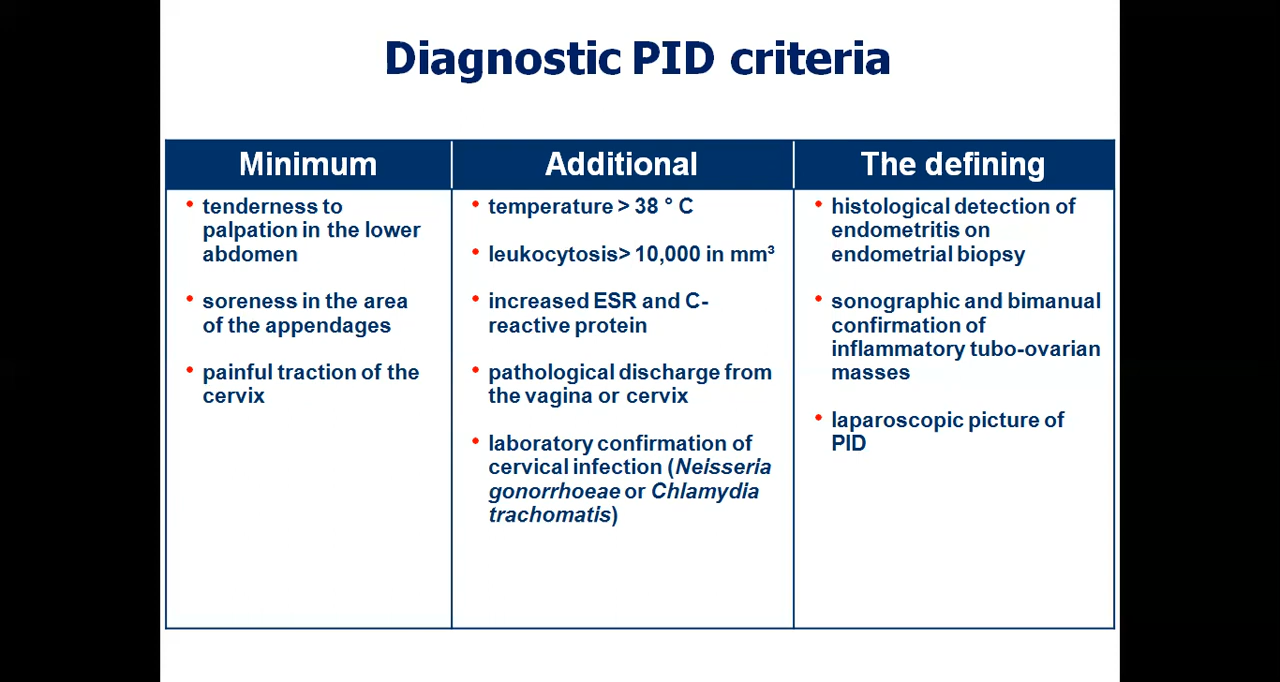 Diagnostic PID criteria
Minimum
Additional
The defining
• tenderness to
palpation in the lower
abdomen
• soreness in the area
of the appendages
• painful traction of the
cervix
• temperature > 38 ° C
• leukocytosis> 10,000 in mm³
• increased ESR and C-
reactive protein
• pathological discharge from
the vagina or cervix
• laboratory confirmation of
cervical infection (Neisseria
gonorrhoeae or Chlamydia
trachomatis)
• histological detection of
endometritis on
endometrial biopsy
• sonographic and bimanual
confirmation of
inflammatory tubo-ovarian
masses
• laparoscopic picture of
PID